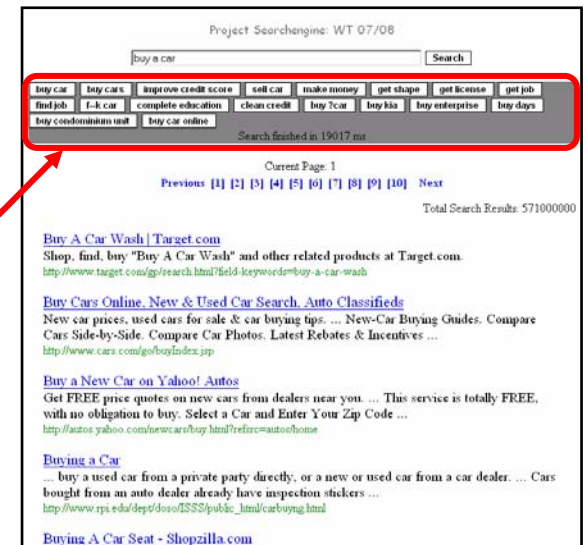 Project Searchengine: WT 07/08
buy a car Search
buy car buy cars improve credit score sell car make money get shape get license get job
find job f--k car complete education clean credit buy ?car buy kia buy enterprise buy days
buy condominium unit buy car online
Search finished in 19017 ms
Current Page: 1
Previous [1] [2] [3] [4] [5] [6] [7] [8] [9] [10] Next
Total Search Results: 571000000
Buy A Car Wash | Target.com
Shop, find, buy "Buy A Car Wash" and other related products at Target.com.
http://www.target.com/gp/search.html?field-keywords=buy-a-car-wash
Buy Cars Online, New & Used Car Search, Auto Classifieds
New car prices, used cars for sale & car buying tips. ... New-Car Buying Guides. Compare
Cars Side-by-Side. Compare Car Photos. Latest Rebates & Incentives ...
http://www.cars.com/go/buyIndex.jsp
Buy a New Car on Yahoo! Autos
Get FREE price quotes on new cars from dealers near you. ... This service is totally FREE,
with no obligation to buy. Select a Car and Enter Your Zip Code ...
http://autos.yahoo.com/newcars/buy.html?refsrc=autos/home
Buying a Car
... buy a used car from a private party directly, or a new or used car from a car dealer. ... Cars
bought from an auto dealer already have inspection stickers ...
http://www.rpi.edu/dept/doso/ISSS/public_html/carbuyng.html
Buying A Car Seat - Shopzilla.com